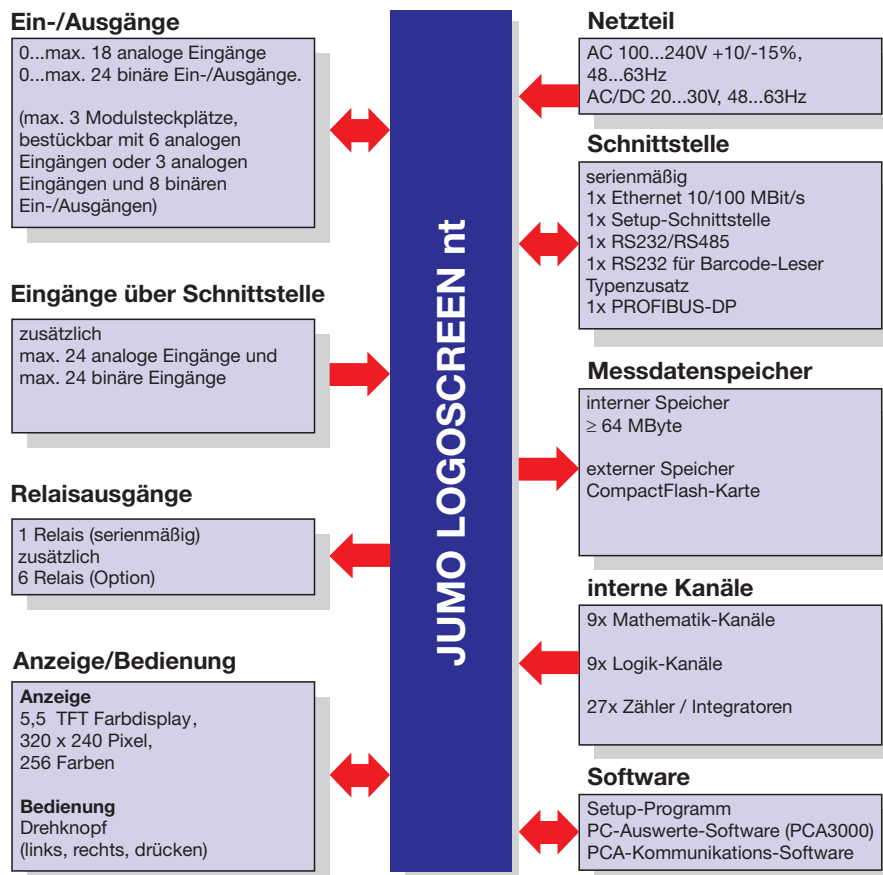 Ein-/Ausgänge
0...max. 18 analoge Eingänge
0...max. 24 binäre Ein-/Ausgänge.
(max. 3 Modulsteckplätze,
bestückbar mit 6 analogen
Eingängen oder 3 analogen
Eingängen und 8 binären
Ein-/Ausgängen)
Eingänge über Schnittstelle
zusätzlich
max. 24 analoge Eingänge und
max. 24 binäre Eingänge
Relaisausgänge
1 Relais (serienmäßig)
zusätzlich
6 Relais (Option)
Anzeige/Bedienung
Anzeige
5,5 TFT Farbdisplay,
320 x 240 Pixel,
256 Farben
Bedienung
Drehknopf
(links, rechts, drücken)
JUMO LOGOSCREEN nt
Netzteil
AC 100...240V +10/-15%,
48...63Hz
AC/DC 20...30V, 48...63Hz
Schnittstelle
serienmäßig
1x Ethernet 10/100 MBit/s
1x Setup-Schnittstelle
1x RS232/RS485
1x RS232 für Barcode-Leser
Typenzusatz
1x PROFIBUS-DP
Messdatenspeicher
interner Speicher
≥ 64 MByte
externer Speicher
CompactFlash-Karte
interne Kanäle
9x Mathematik-Kanäle
9x Logik-Kanäle
27x Zähler / Integratoren
Software
Setup-Programm
PC-Auswerte-Software (PCA3000)
PCA-Kommunikations-Software